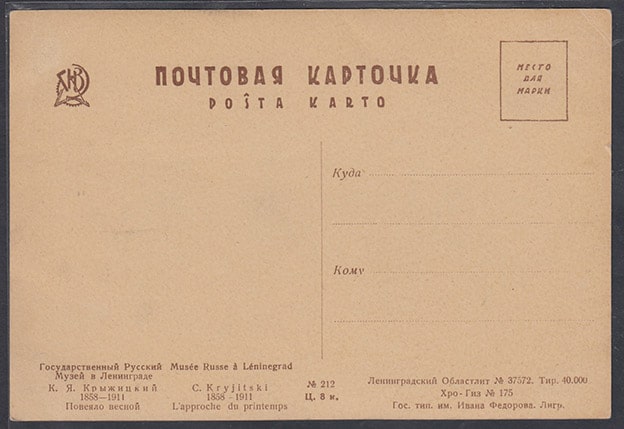 ПОЧТОВАЯ КАРТОЧКА
POŜTA KARTO
МЕСТО
ДЛЯ
МАРКИ
Куда
Кому
Государственный Русский
Музей в Ленинграде
К. Я. Крыжицкий
1858—1911
Повеяло весной
Musée Russe à Léninegrad
C. Kryjitski
1858 - 1911
L'approche du printemps
№ 212
Ц. 8 к.
Ленинградский Областлит № 37572. Тир. 40.000
Хро-Гиз № 175
Гос. тип. им. Ивана Федорова. Лнгр.